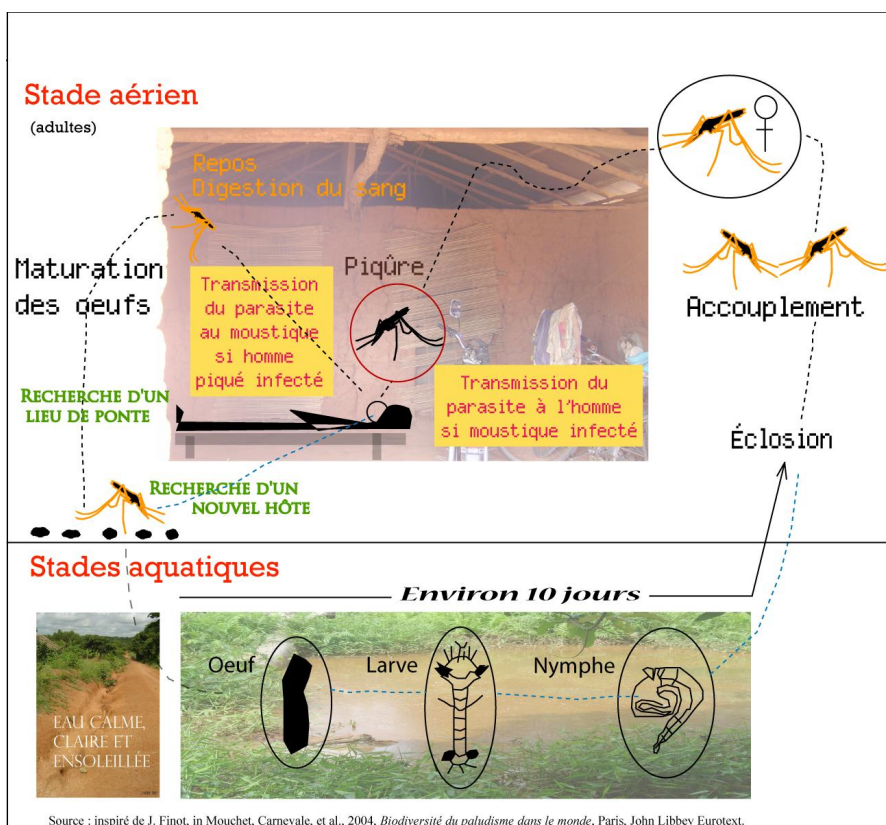 Stade aérien
(adultes)
Repos
Digestion du sang
Maturation
des oeufs
Piqûre
Transmission
du parasite
au moustique
si homme
piqué infecté
Transmission du
parasite à l'homme
si moustique infecté
Accouplement
Éclosion
RECHERCHE D'UN
LIEU DE PONTE
RECHERCHE D'UN
NOUVEL HÔTE
Stades aquatiques
Environ 10 jours
Oeuf
Larve
Nymphe
EAU CALME,
CLAIRE ET
ENSOLEILLÉE
Source : inspiré de J. Finot, in Mouchet, Carnevale, et al., 2004, Biodiversité du paludisme dans le monde, Paris, John Libbey Eurotext.